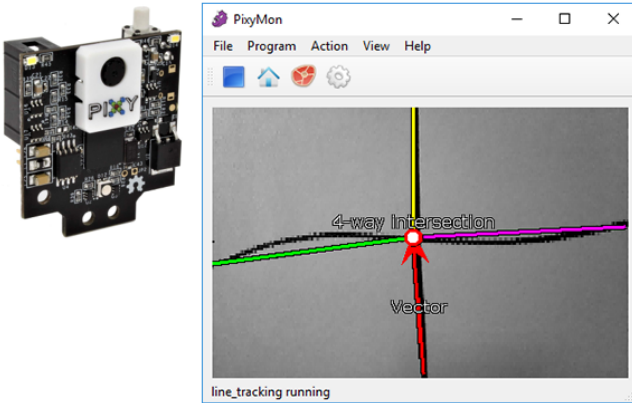 PIXY
PixyMon
File Program Action View Help
4-way Intersection
Vector
line_tracking running